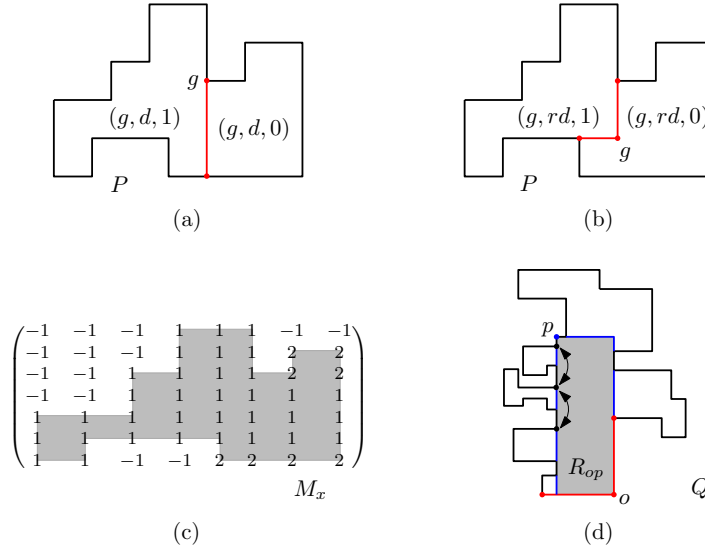 g
g
(g, d, 1) (g, d, 0)
(g, rd, 1) (g, rd, 0)
P
P
(a)
(b)
−1 −1 −1 1 1 1 −1 −1
−1 −1 −1 1 1 1 2 2
−1 −1 1 1 1 1 2 2
−1 −1 1 1 1 1 1 1
1 1 1 1 1 1 1 1
1 1 1 1 1 1 1 1
1 1 −1 −1 2 2 2 2
M_x
(c)
p
R_op
o
Q
(d)